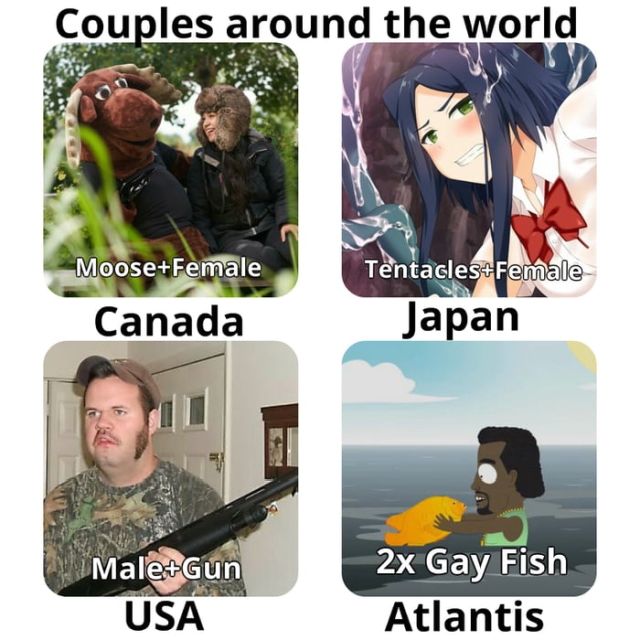 Couples around the world
Moose+Female
Tentacles+Female
Canada
Japan
Male+Gun
2x Gay Fish
USA
Atlantis